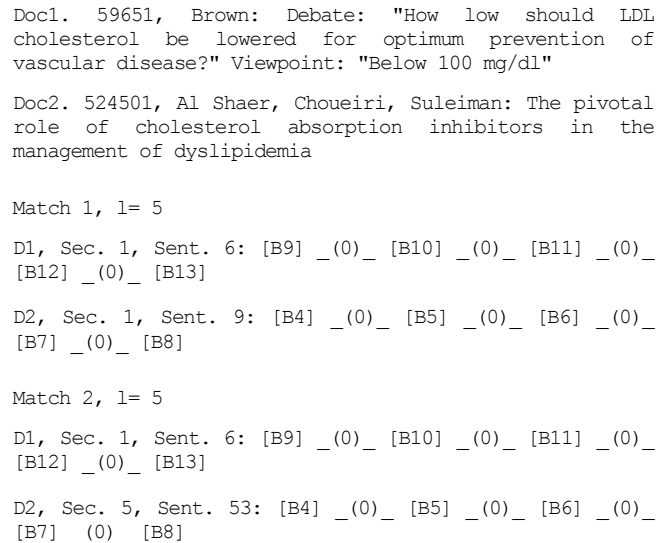 Doc1. 59651, Brown: Debate: "How low should LDL
cholesterol be lowered for optimum prevention of
vascular disease?" Viewpoint: "Below 100 mg/dl"
Doc2. 524501, Al Shaer, Choueiri, Suleiman: The pivotal
role of cholesterol absorption inhibitors in the
management of dyslipidemia
Match 1, l= 5
D1, Sec. 1, Sent. 6: [B9] _(0)_ [B10] _(0)_ [B11] _(0)_
[B12] _(0)_ [B13]
D2, Sec. 1, Sent. 9: [B4] _(0)_ [B5] _(0)_ [B6] _(0)_
[B7] _(0)_ [B8]
Match 2, l= 5
D1, Sec. 1, Sent. 6: [B9] _(0)_ [B10] _(0)_ [B11] _(0)_
[B12] _(0)_ [B13]
D2, Sec. 5, Sent. 53: [B4] _(0)_ [B5] _(0)_ [B6] _(0)_
[B7] (0) [B8]